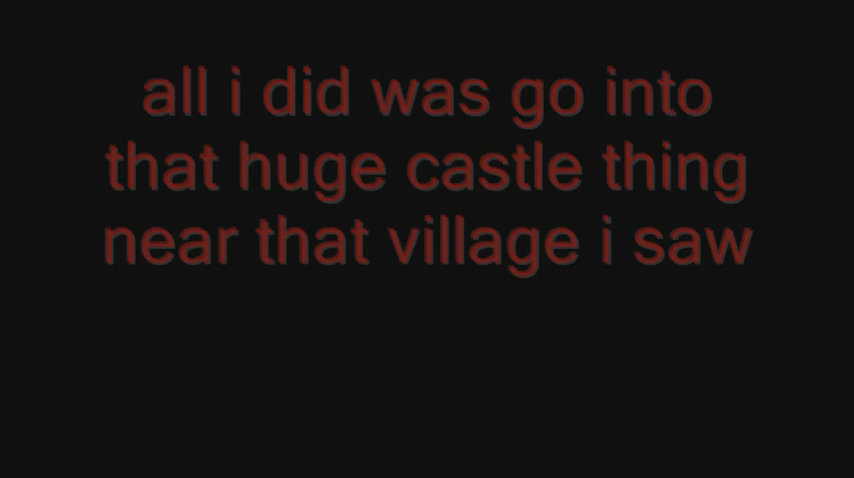 all i did was go into
that huge castle thing
near that village i saw